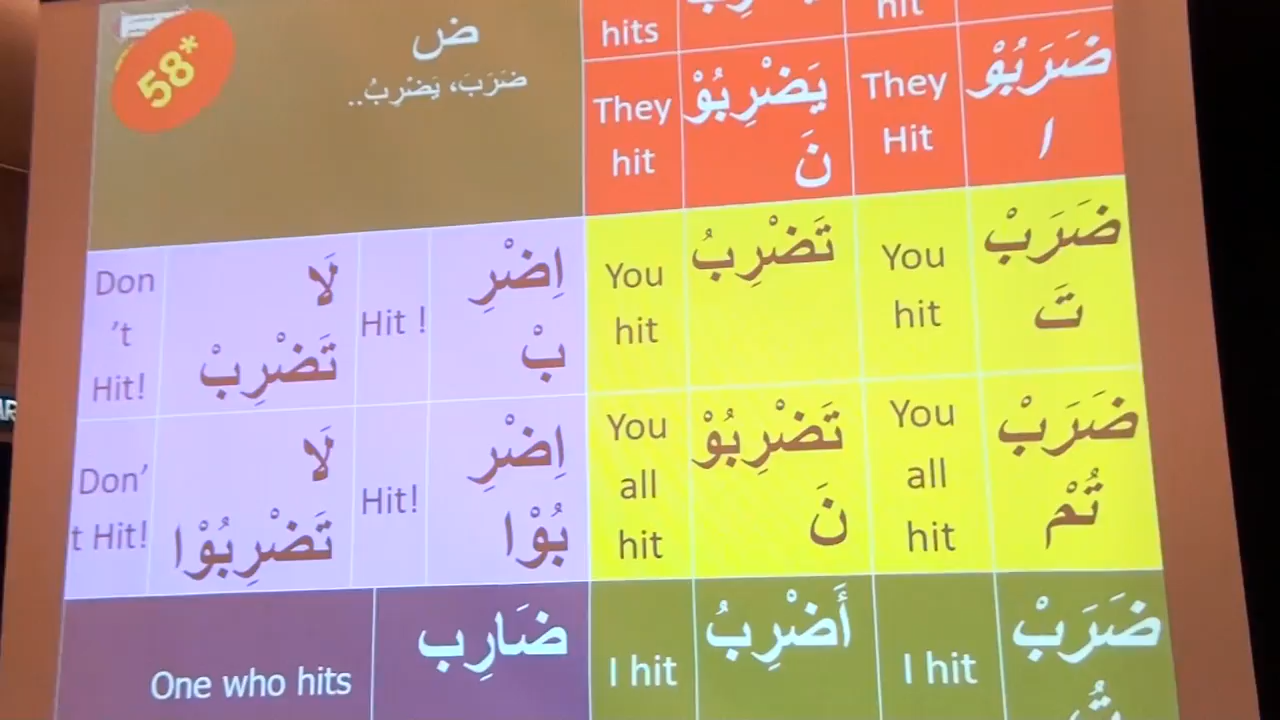 58*
ض
ضَرَبَ، يَضْرِبُ..
hits
hit
They
hit
يَضْرِبُوْ
نَ
They
Hit
ضَرَبُوْ
ا
Don
’t
Hit!
لَا
تَضْرِبْ
Hit !
اِضْرِ
بْ
You
hit
تَضْرِبُ
You
hit
ضَرَبْ
تَ
Don’
t Hit!
لَا
تَضْرِبُوْا
Hit!
اِضْرِ
بُوْا
You
all
hit
تَضْرِبُوْ
نَ
You
all
hit
ضَرَبْ
تُمْ
One who hits
ضَارِب
I hit
أَضْرِبُ
I hit
ضَرَبْ
تُ